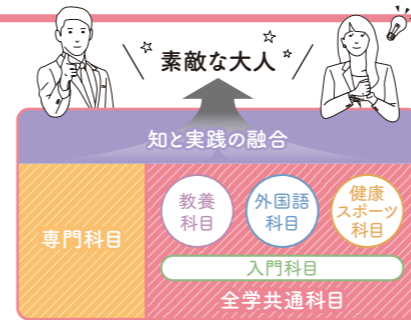 素敵な大人
知と実践の融合
専門科目
教養
科目
外国語
科目
健康
スポーツ
科目
入門科目
全学共通科目